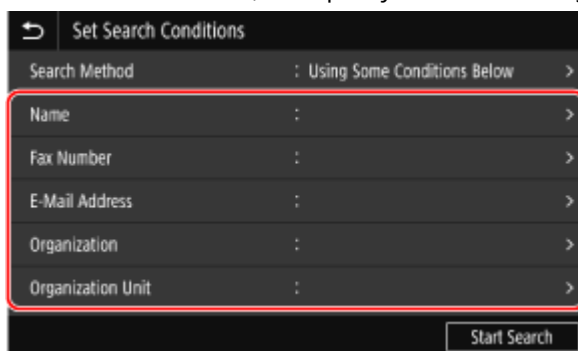 Set Search Conditions
Search Method : Using Some Conditions Below >
Name : >
Fax Number : >
E-Mail Address : >
Organization : >
Organization Unit : >
Start Search